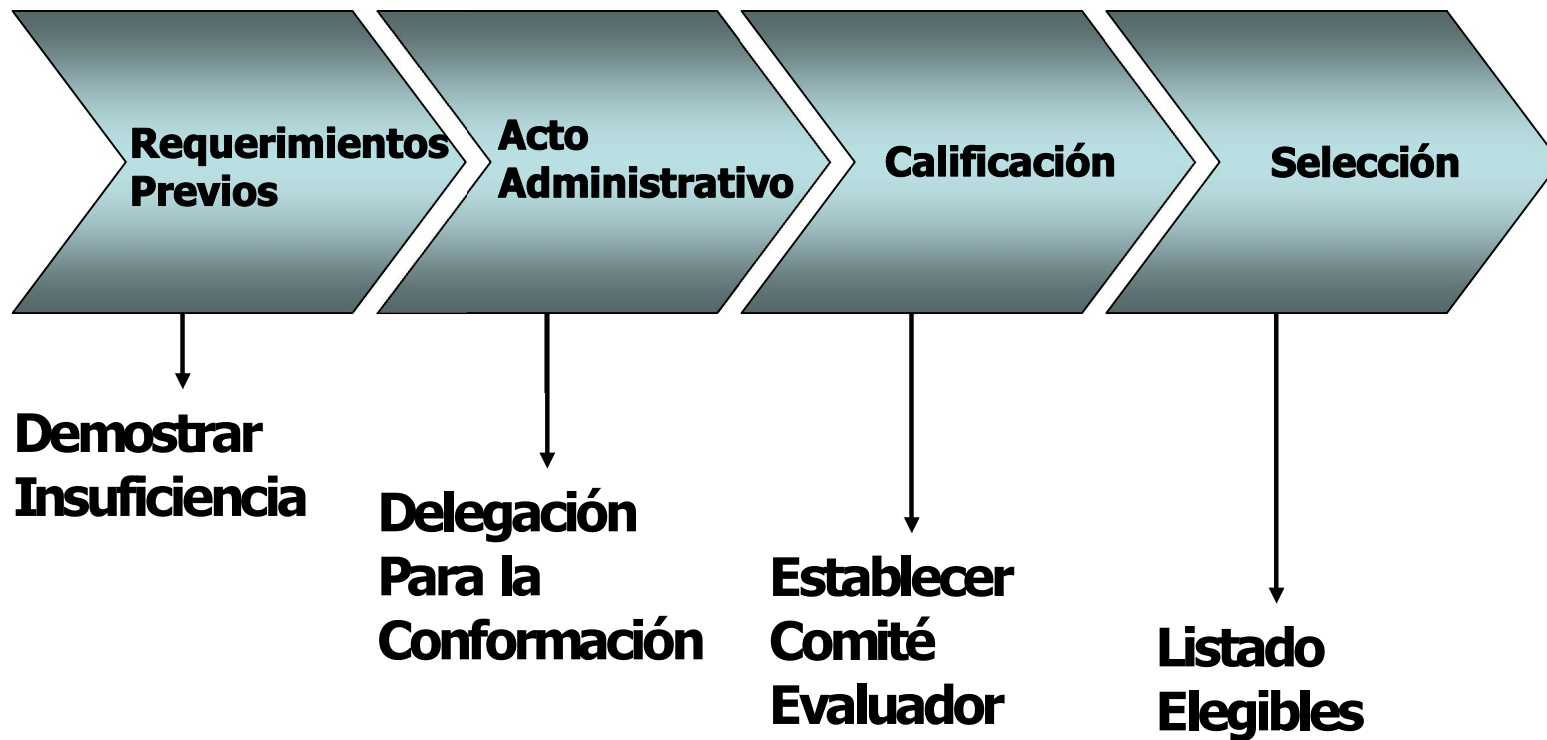 Requerimientos
Previos
Acto
Administrativo
Calificación
Selección
Demostrar
Insuficiencia
Delegación
Para la
Conformación
Establecer
Comité
Evaluador
Listado
Elegibles